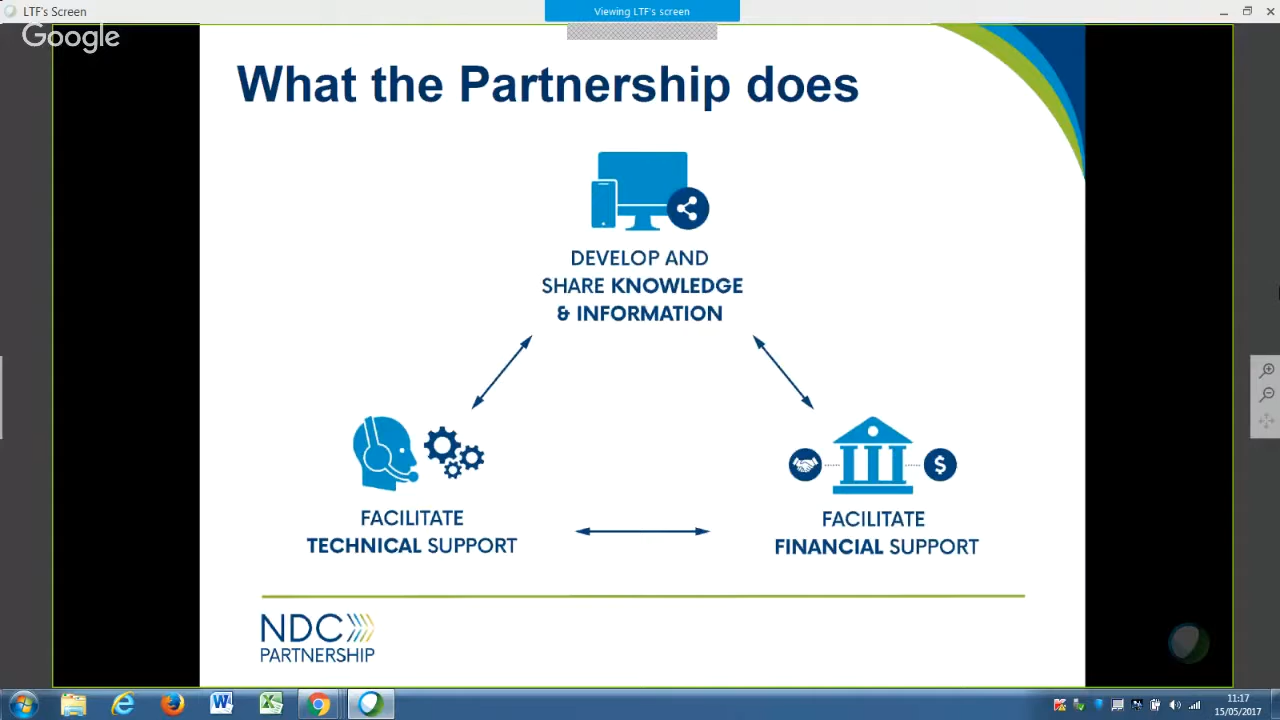 LTF's Screen
Viewing LTF's screen
Google
What the Partnership does
DEVELOP AND
SHARE KNOWLEDGE
& INFORMATION
FACILITATE
TECHNICAL SUPPORT
$
FACILITATE
FINANCIAL SUPPORT
NDC
PARTNERSHIP
11:17
15/05/2017